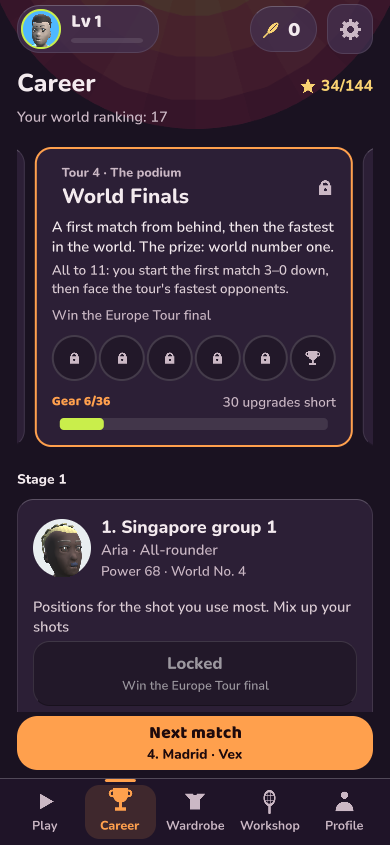 Lv 1
0
Career
34/144
Your world ranking: 17
Tour 4 · The podium
World Finals
A first match from behind, then the fastest
in the world. The prize: world number one.
All to 11: you start the first match 3–0 down,
then face the tour's fastest opponents.
Win the Europe Tour final
Gear 6/36
30 upgrades short
Stage 1
1. Singapore group 1
Aria · All-rounder
Power 68 · World No. 4
Positions for the shot you use most. Mix up your
shots
Locked
Win the Europe Tour final
Next match
4. Madrid · Vex
Play
Career
Wardrobe
Workshop
Profile